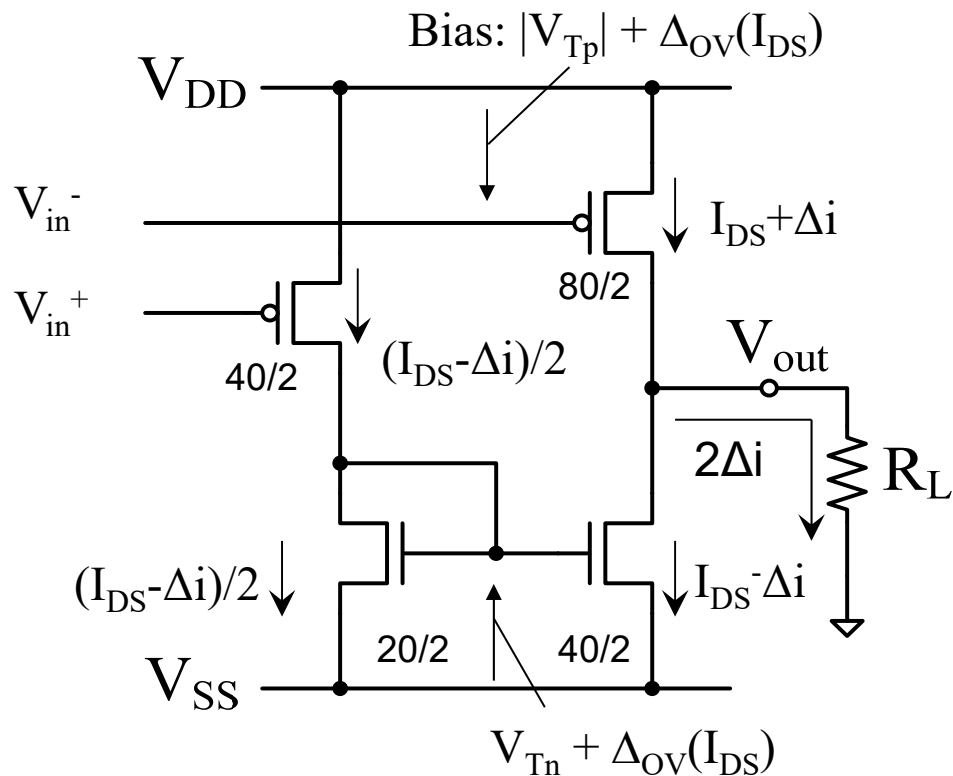 Bias: |V_Tp| + Δ_OV(I_DS)
V_DD
V_in^-
I_DS+Δi
80/2
V_in^+
(I_DS-Δi)/2
40/2
V_out
2Δi
R_L
(I_DS-Δi)/2
I_DS-Δi
20/2
40/2
V_SS
V_Tn + Δ_OV(I_DS)